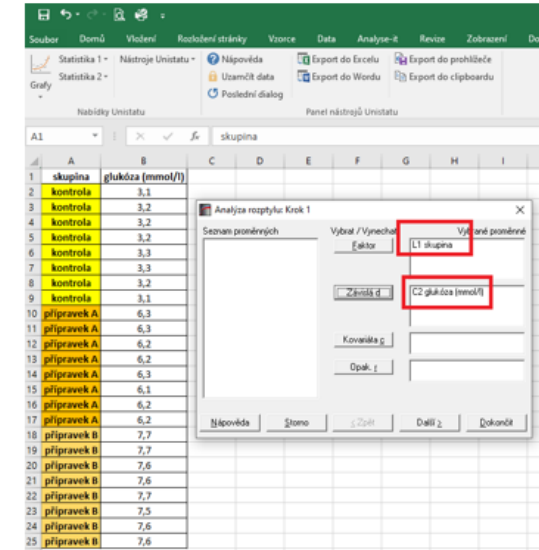 Soubor Domů Vložení Rozložení stránky Vzorce Data Analyse-it Revize Zobrazení
Statistika 1 Nástroje Unistatu Nápověda Export do Excelu Export do prohlížeče
Statistika 2 Uzamčít data Export do Wordu Export do clipboardu
Grafy Poslední dialog
Nabídky Unistatu Panel nástrojů Unistatu
A1 fx skupina
A B C D E F G H I
1 skupina glukóza (mmol/l)
2 kontrola 3,1
3 kontrola 3,2
4 kontrola 3,2
5 kontrola 3,2
6 kontrola 3,3
7 kontrola 3,3
8 kontrola 3,2
9 kontrola 3,1
10 přípravek A 6,3
11 přípravek A 6,3
12 přípravek A 6,2
13 přípravek A 6,2
14 přípravek A 6,3
15 přípravek A 6,1
16 přípravek A 6,2
17 přípravek A 6,2
18 přípravek B 7,7
19 přípravek B 7,7
20 přípravek B 7,6
21 přípravek B 7,6
22 přípravek B 7,7
23 přípravek B 7,5
24 přípravek B 7,6
25 přípravek B 7,6
Analýza rozptylu: Krok 1
Seznam proměnných Vybrat / Vynechat proměnné
Faktor L1 skupina
Závislá d C2 glukóza (mmol/l)
Kovariáta c
Opak. r
Nápověda Storno < Zpět Další > Dokončit